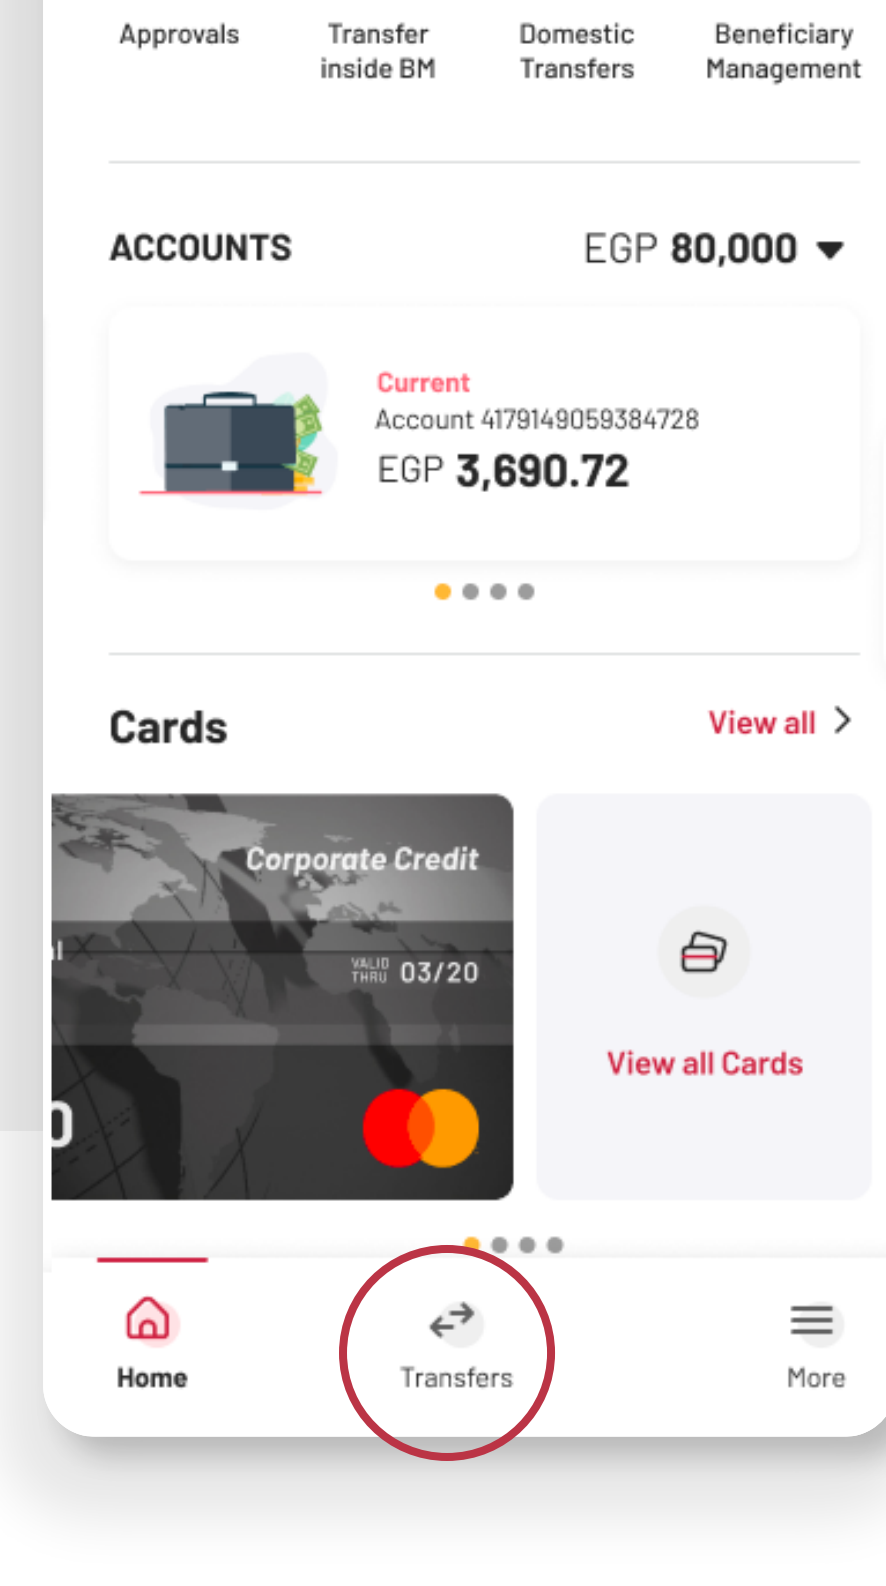 Approvals
Transfer
inside BM
Domestic
Transfers
Beneficiary
Management
ACCOUNTS
EGP 80,000
Current
Account 4179149059384728
EGP 3,690.72
Cards
View all
Corporate Credit
l
VALID
THRU 03/20
0
View all Cards
Home
Transfers
More